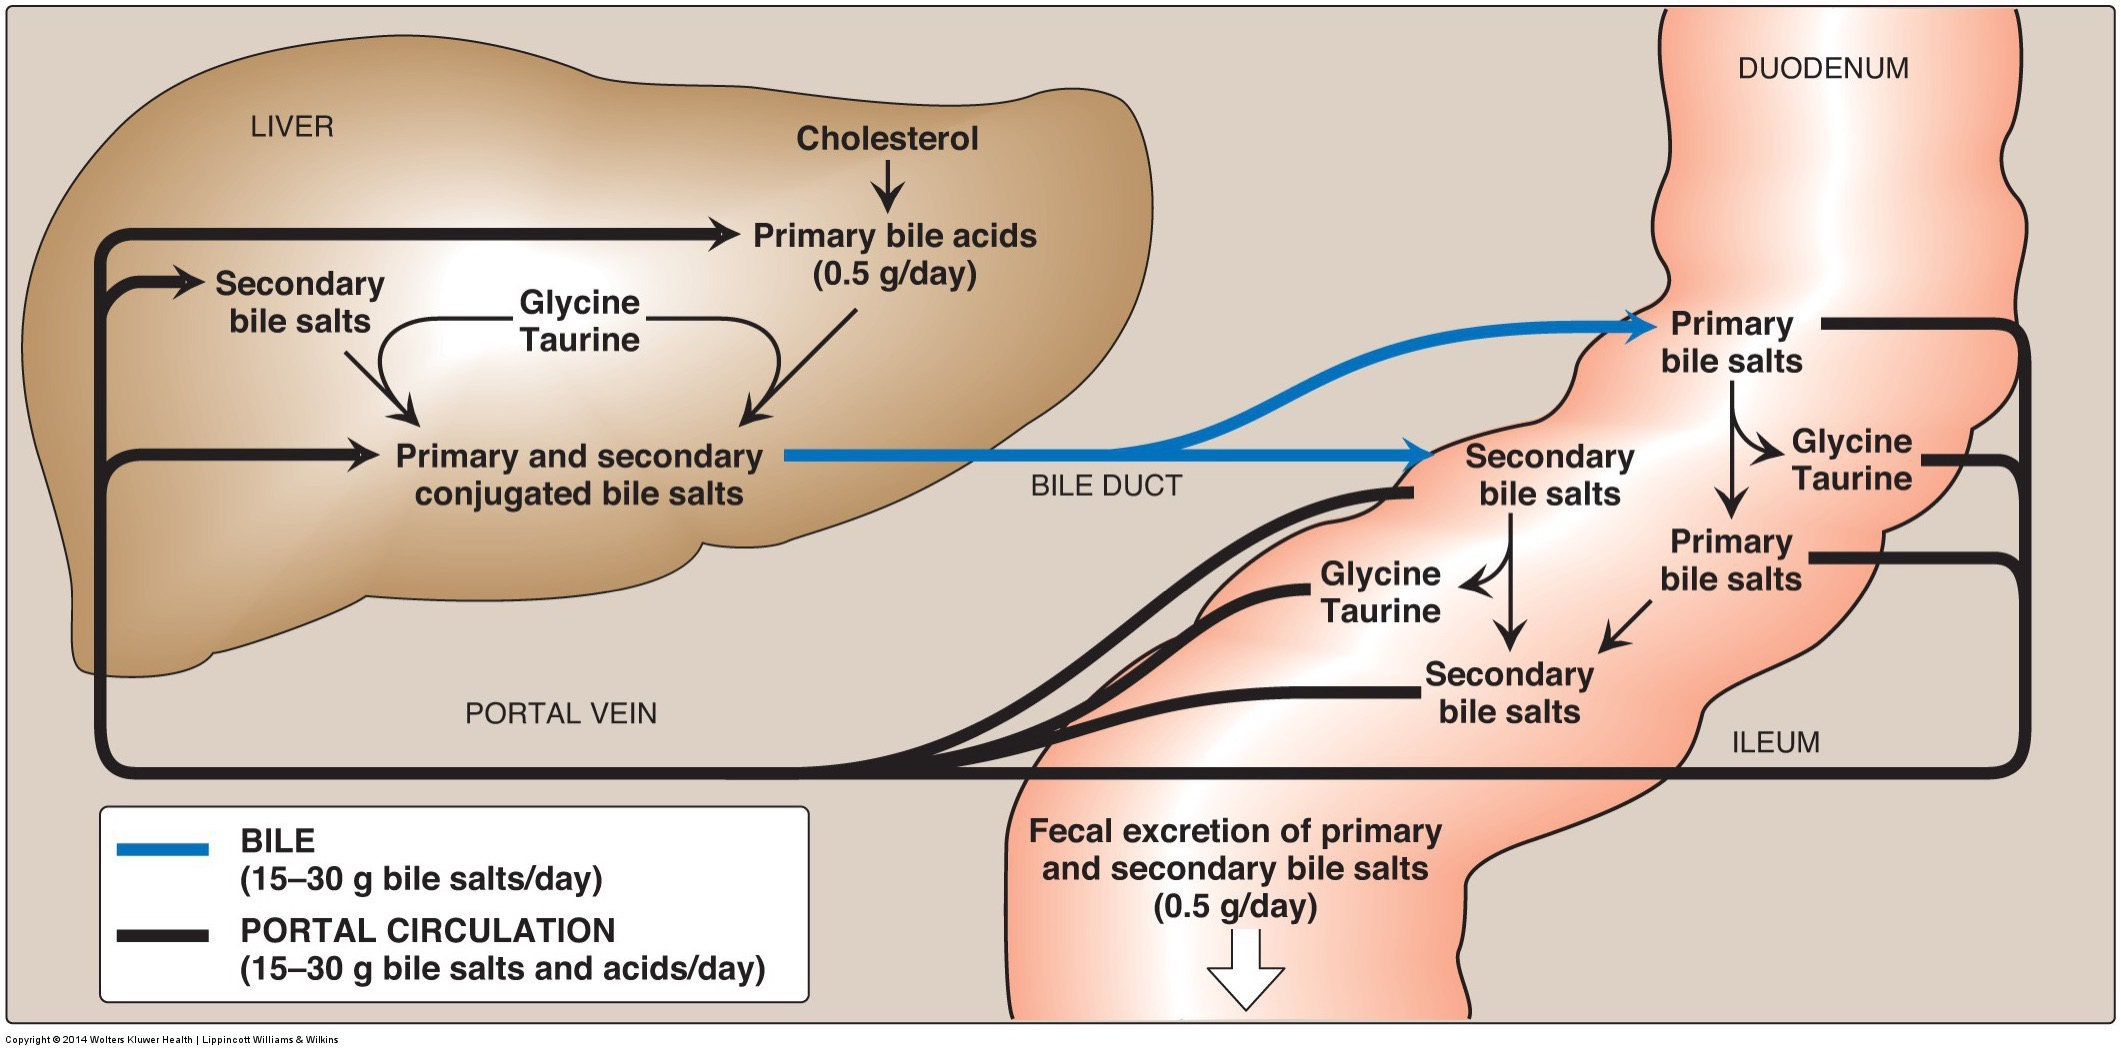 DUODENUM
LIVER
Cholesterol
Primary bile acids
(0.5 g/day)
Secondary
bile salts
Glycine
Taurine
Primary and secondary
conjugated bile salts
BILE DUCT
Primary
bile salts
Glycine
Taurine
Secondary
bile salts
Primary
bile salts
Glycine
Taurine
Secondary
bile salts
PORTAL VEIN
ILEUM
Fecal excretion of primary
and secondary bile salts
(0.5 g/day)
BILE
(15–30 g bile salts/day)
PORTAL CIRCULATION
(15–30 g bile salts and acids/day)
Copyright © 2014 Wolters Kluwer Health | Lippincott Williams & Wilkins